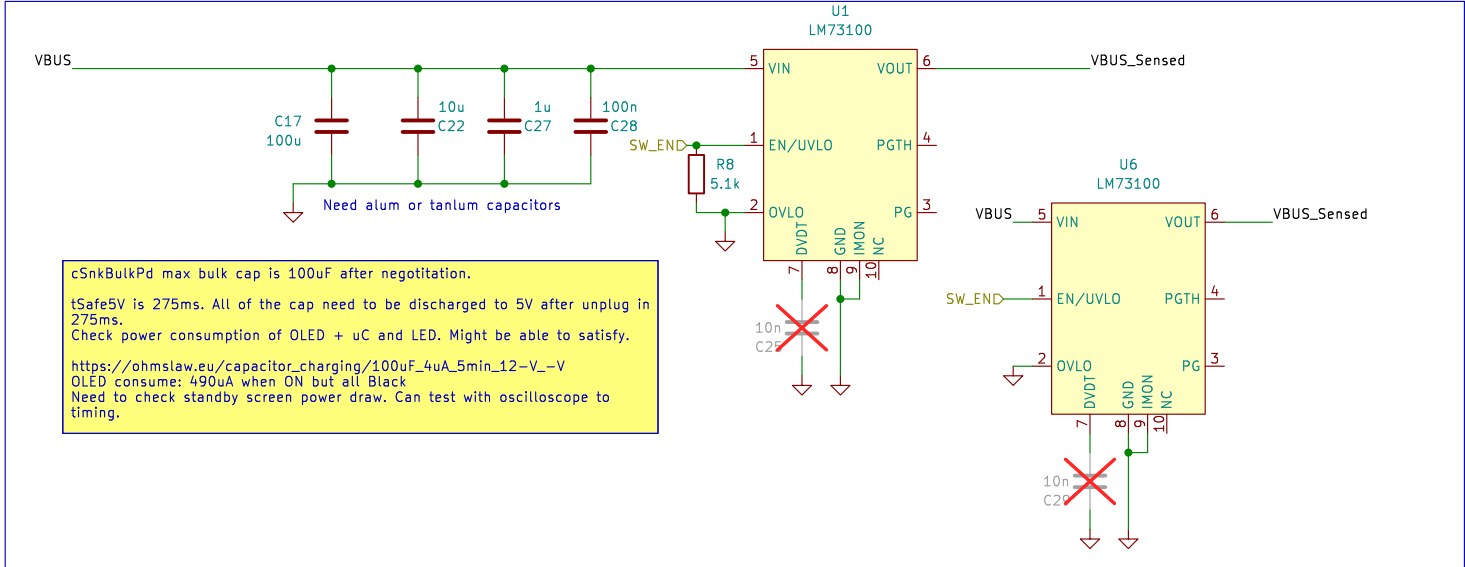 U1
LM73100
VBUS
5
VIN
VOUT
6
VBUS_Sensed
C17
100u
10u
C22
1u
C27
100n
C28
SW_EN
1
EN/UVLO
PGTH
4
R8
5.1k
2
OVLO
PG
3
DVDT
GND
IMON
NC
7
8
9
10
10n
C25
Need alum or tanlum capacitors
cSnkBulkPd max bulk cap is 100uF after negotitation.
tSafe5V is 275ms. All of the cap need to be discharged to 5V after unplug in
275ms.
Check power consumption of OLED + uC and LED. Might be able to satisfy.
https://ohmslaw.eu/capacitor_charging/100uF_4uA_5min_12-V_-V
OLED consume: 490uA when ON but all Black
Need to check standby screen power draw. Can test with oscilloscope to
timing.
U6
LM73100
VBUS
5
VIN
VOUT
6
VBUS_Sensed
SW_EN
1
EN/UVLO
PGTH
4
2
OVLO
PG
3
DVDT
GND
IMON
NC
7
8
9
10
10n